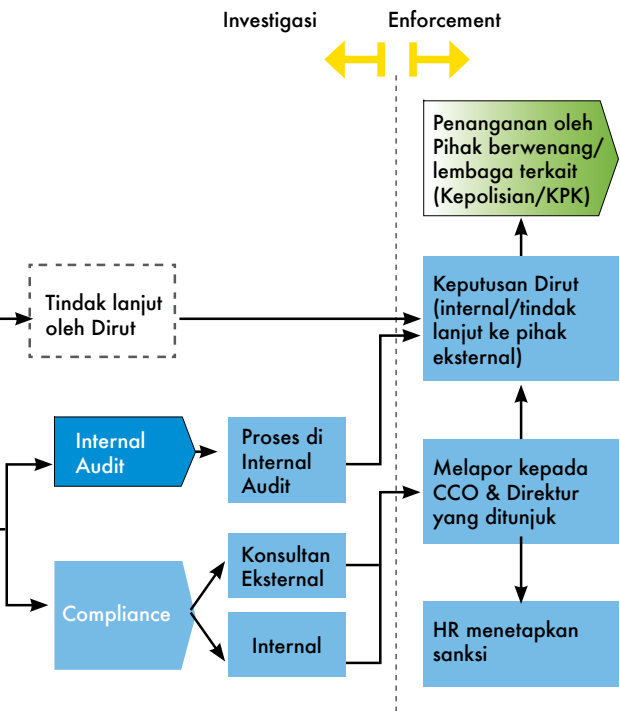 Investigasi
Enforcement
Penanganan oleh
Pihak berwenang/
lembaga terkait
(Kepolisian/KPK)
Tindak lanjut
oleh Dirut
Keputusan Dirut
(internal/tindak
lanjut ke pihak
eksternal)
Internal
Audit
Proses di
Internal
Audit
Melapor kepada
CCO & Direktur
yang ditunjuk
Konsultan
Eksternal
Compliance
Internal
HR menetapkan
sanksi